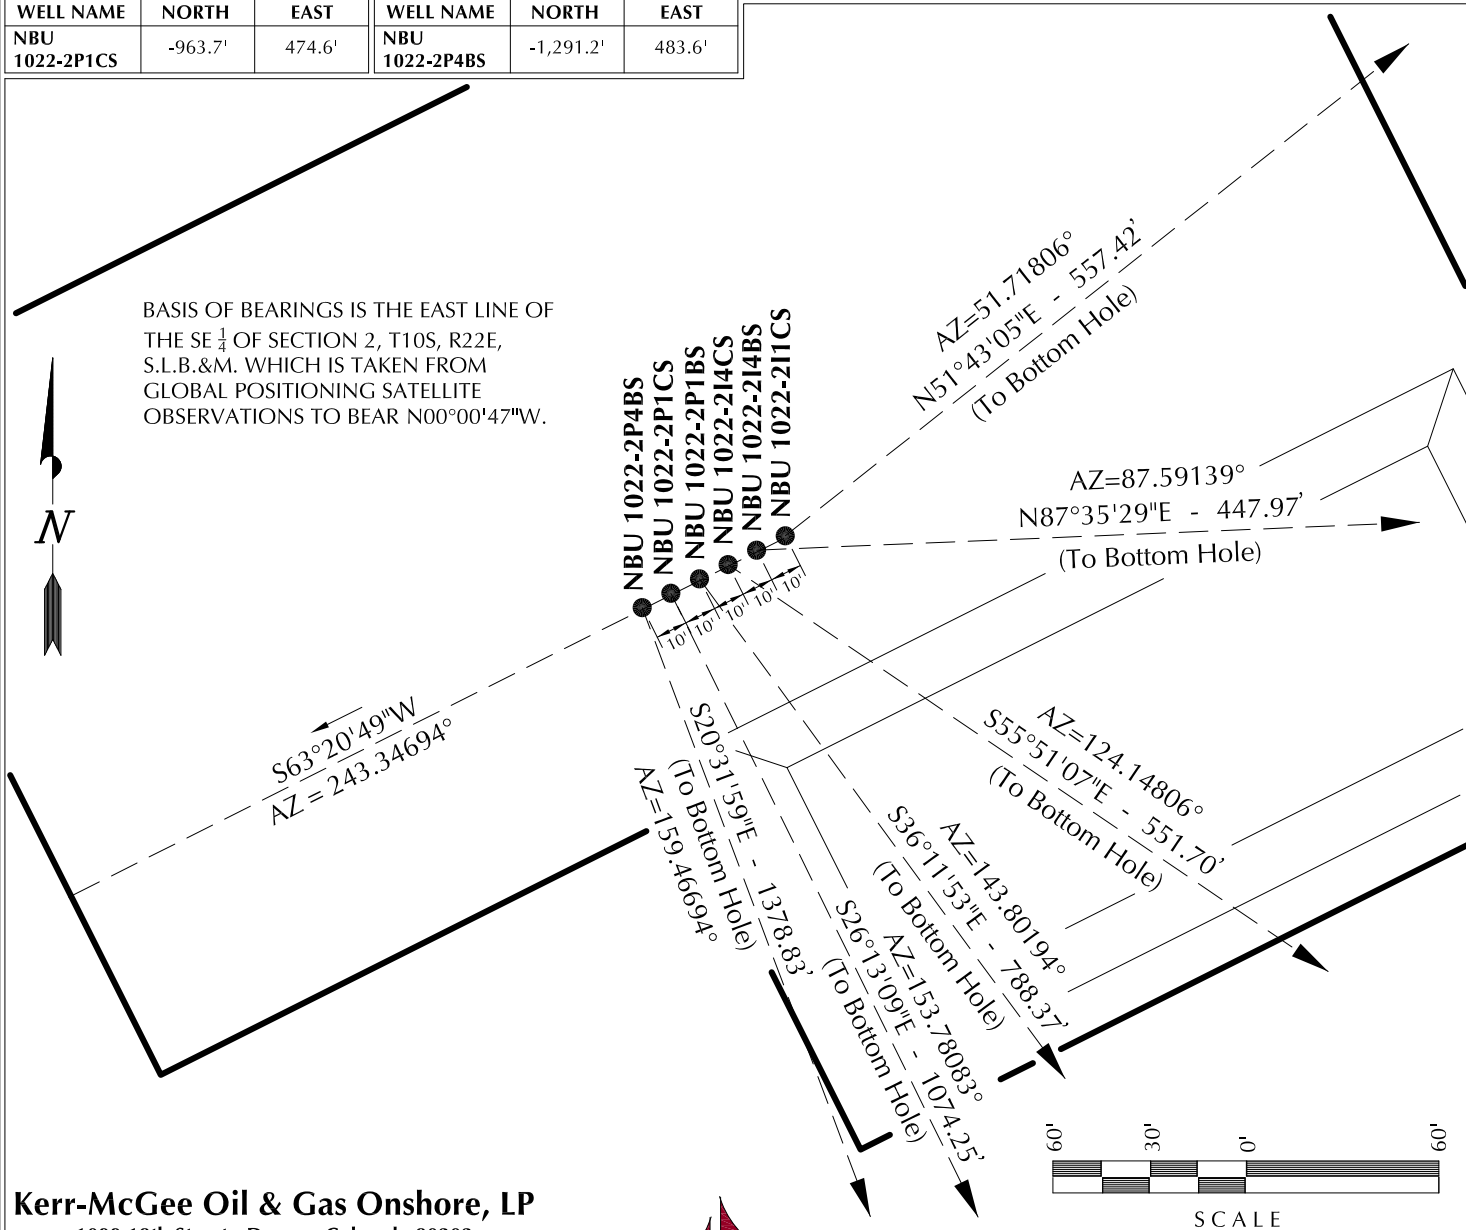 WELL NAME NORTH EAST WELL NAME NORTH EAST
NBU 1022-2P1CS -963.7' 474.6' NBU 1022-2P4BS -1,291.2' 483.6'
BASIS OF BEARINGS IS THE EAST LINE OF
THE SE 1/4 OF SECTION 2, T10S, R22E,
S.L.B.&M. WHICH IS TAKEN FROM
GLOBAL POSITIONING SATELLITE
OBSERVATIONS TO BEAR N00°00'47"W.
N
NBU 1022-2P4BS
NBU 1022-2P1CS
NBU 1022-2P1BS
NBU 1022-2I4CS
NBU 1022-2I4BS
NBU 1022-2I1CS
AZ=51.71806°
N51°43'05"E - 557.42'
(To Bottom Hole)
AZ=87.59139°
N87°35'29"E - 447.97'
(To Bottom Hole)
10'
10'
10'
10'
10'
S63°20'49"W
AZ = 243.34694°
AZ=124.14806°
S55°51'07"E - 551.70'
(To Bottom Hole)
AZ=143.80194°
S36°11'53"E - 788.37'
(To Bottom Hole)
AZ=153.78083°
S26°13'09"E - 1074.25'
(To Bottom Hole)
S20°31'59"E - 1378.83'
(To Bottom Hole)
AZ=159.46694°
60' 30' 0' 60'
SCALE
Kerr-McGee Oil & Gas Onshore, LP